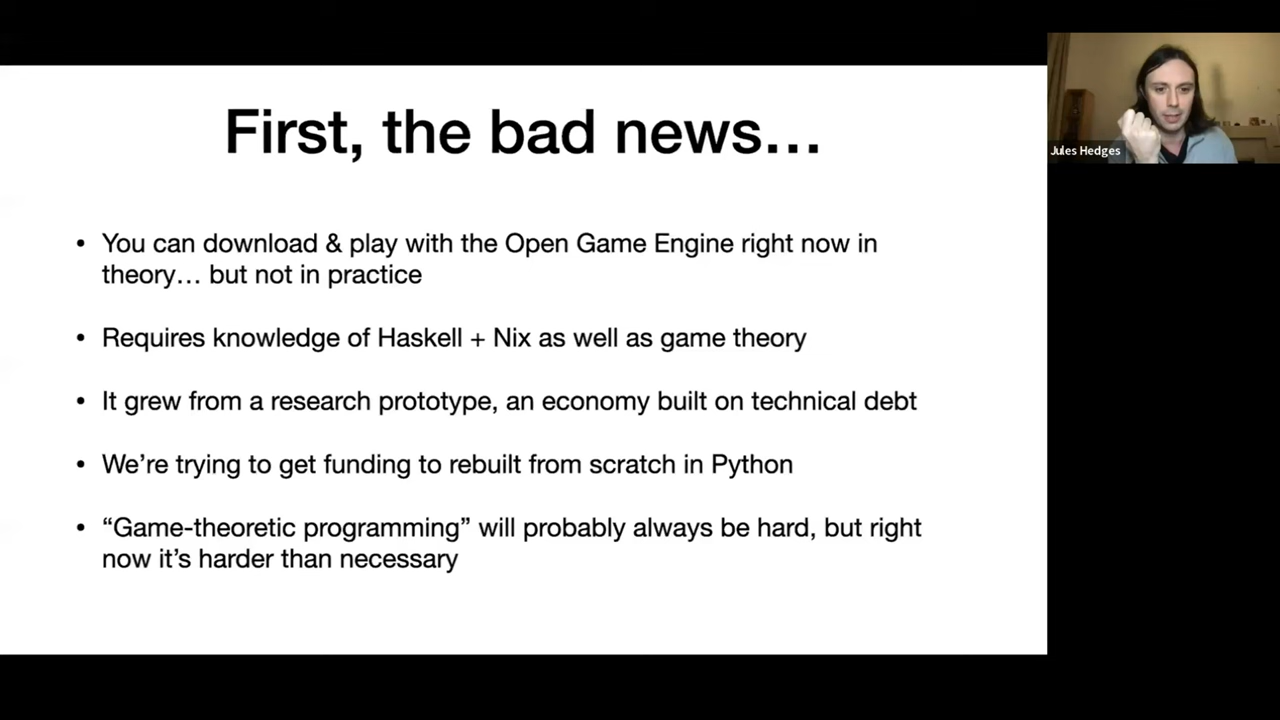 First, the bad news…
• You can download & play with the Open Game Engine right now in
theory… but not in practice
• Requires knowledge of Haskell + Nix as well as game theory
• It grew from a research prototype, an economy built on technical debt
• We’re trying to get funding to rebuilt from scratch in Python
• “Game-theoretic programming” will probably always be hard, but right
now it’s harder than necessary
Jules Hedges